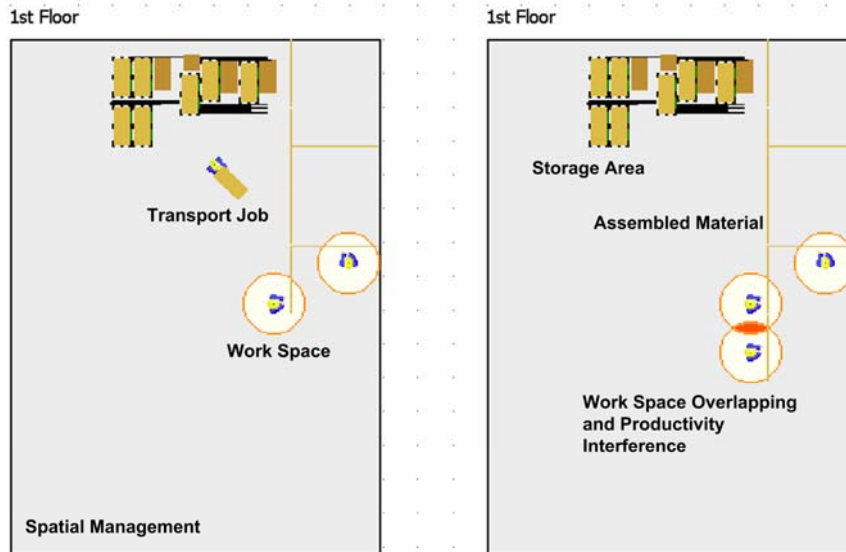 1st Floor
Transport Job
Work Space
Spatial Management
1st Floor
Storage Area
Assembled Material
Work Space Overlapping
and Productivity
Interference